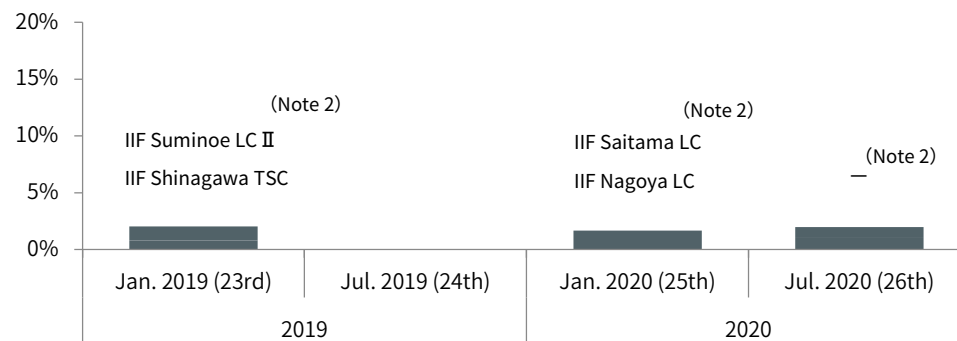 20%
15%
(Note 2)
(Note 2)
10%
IIF Suminoe LC Ⅱ
IIF Saitama LC
(Note 2)
IIF Shinagawa TSC
IIF Nagoya LC
—
5%
0%
Jan. 2019 (23rd)
Jul. 2019 (24th)
Jan. 2020 (25th)
Jul. 2020 (26th)
2019
2020